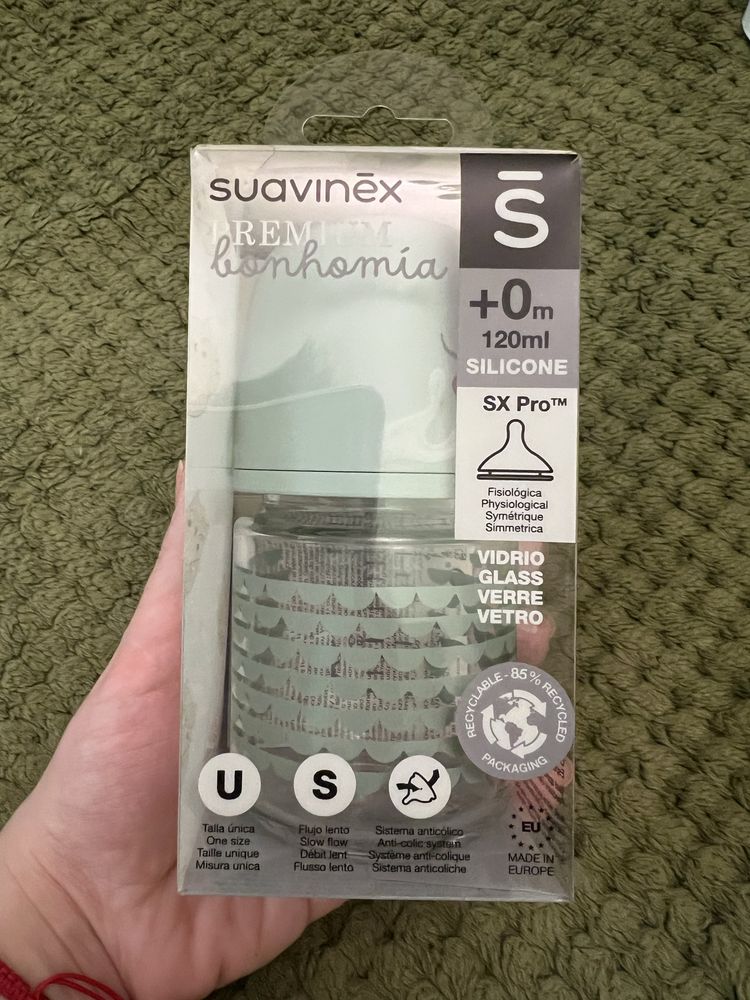 suavinēx
PREMIUM
bonhomía
S̄
+0m
120ml
SILICONE
SX Pro™
Fisiológica
Physiological
Symétrique
Simmetrica
VIDRIO
GLASS
VERRE
VETRO
RECYCLABLE - 85% RECYCLED
PACKAGING
U
Talla única
One size
Taille unique
Misura unica
S
Flujo lento
Slow flow
Débit lent
Flusso lento
Sistema anticólico
Anti-colic system
Système anti-colique
Sistema anticoliche
EU
MADE IN
EUROPE